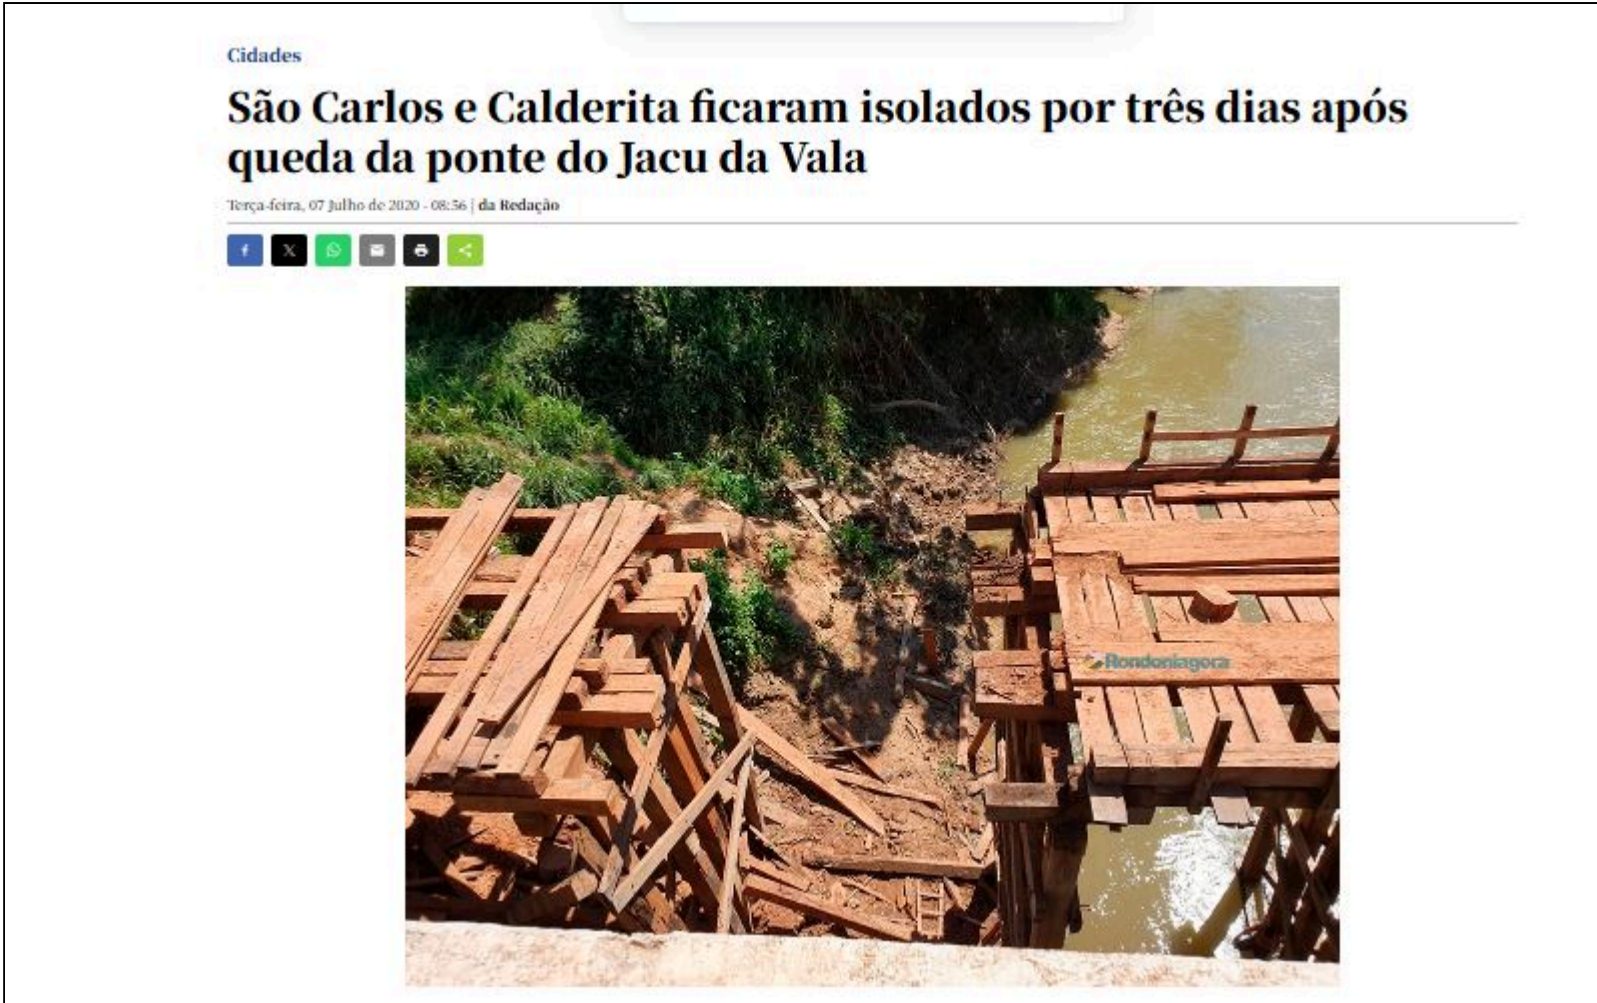 Cidades
São Carlos e Calderita ficaram isolados por três dias após
queda da ponte do Jacu da Vala
Terça-feira, 07 Julho de 2020 - 08:56 | da Redação
Rondoniagora